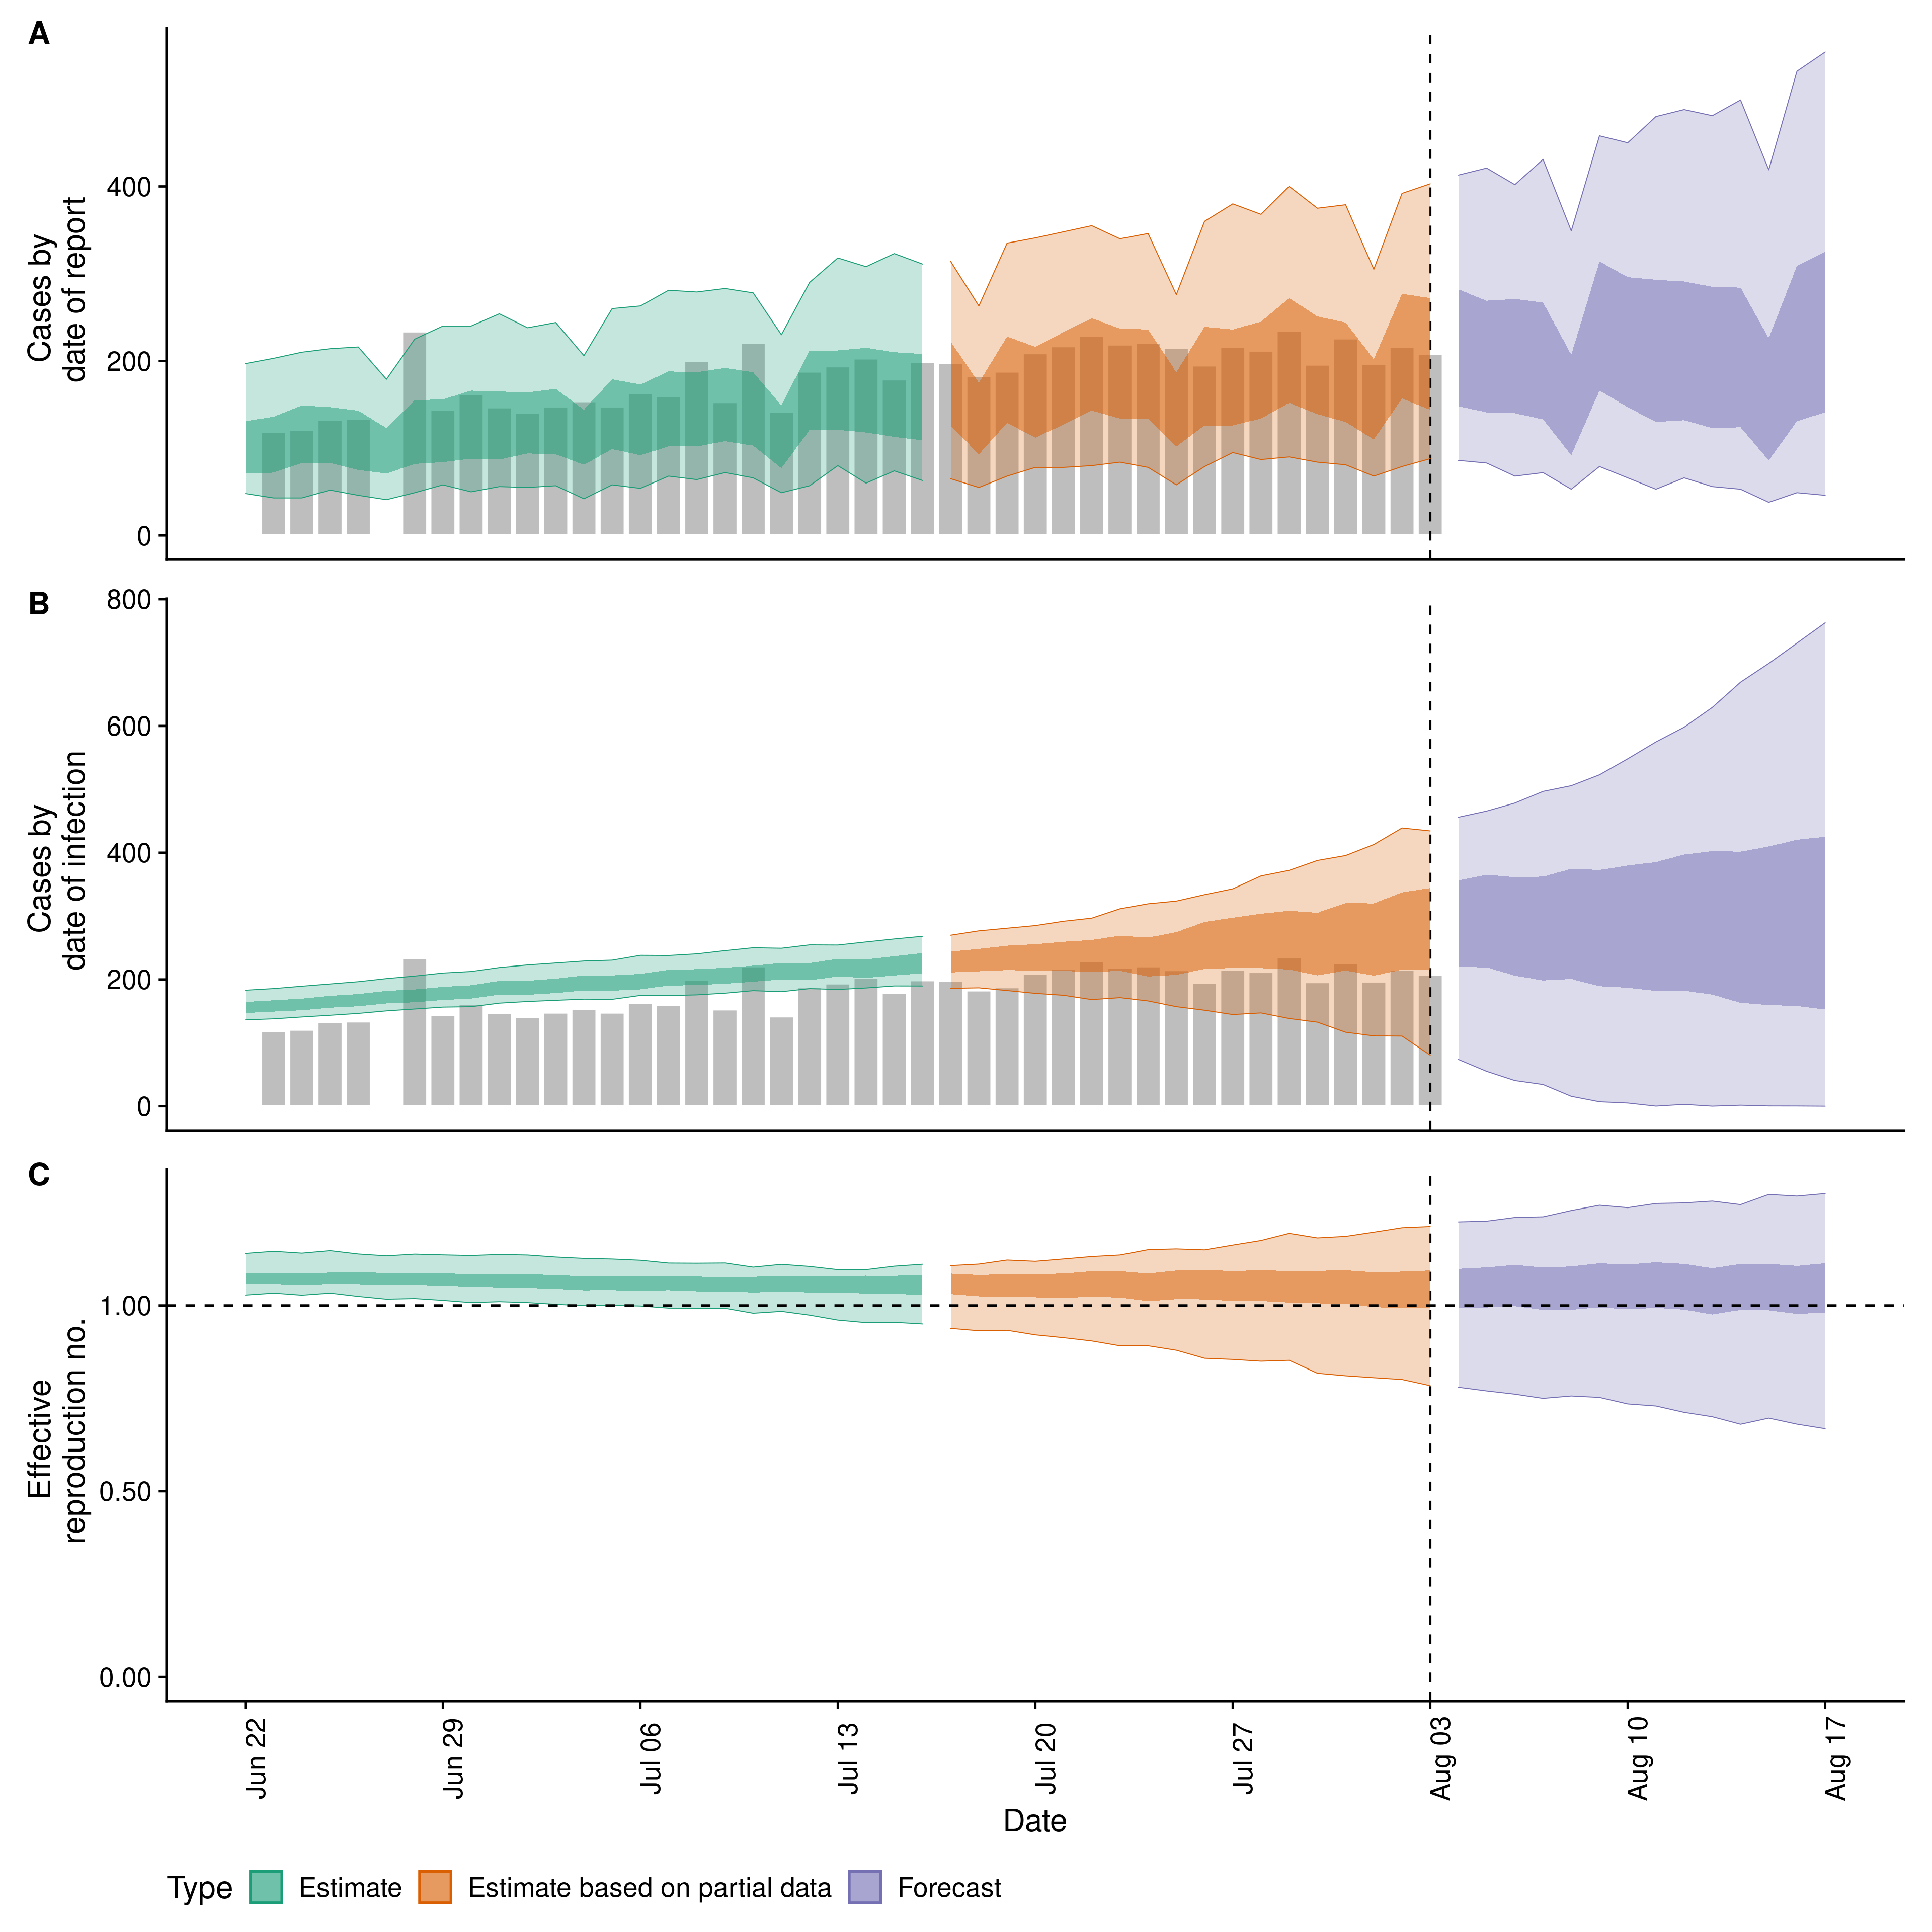 A
Cases by
date of report
400
200
0
B
Cases by
date of infection
800
600
400
200
0
C
Effective
reproduction no.
1.00
0.50
0.00
Jun 22
Jun 29
Jul 06
Jul 13
Jul 20
Jul 27
Aug 03
Aug 10
Aug 17
Date
Type Estimate Estimate based on partial data Forecast